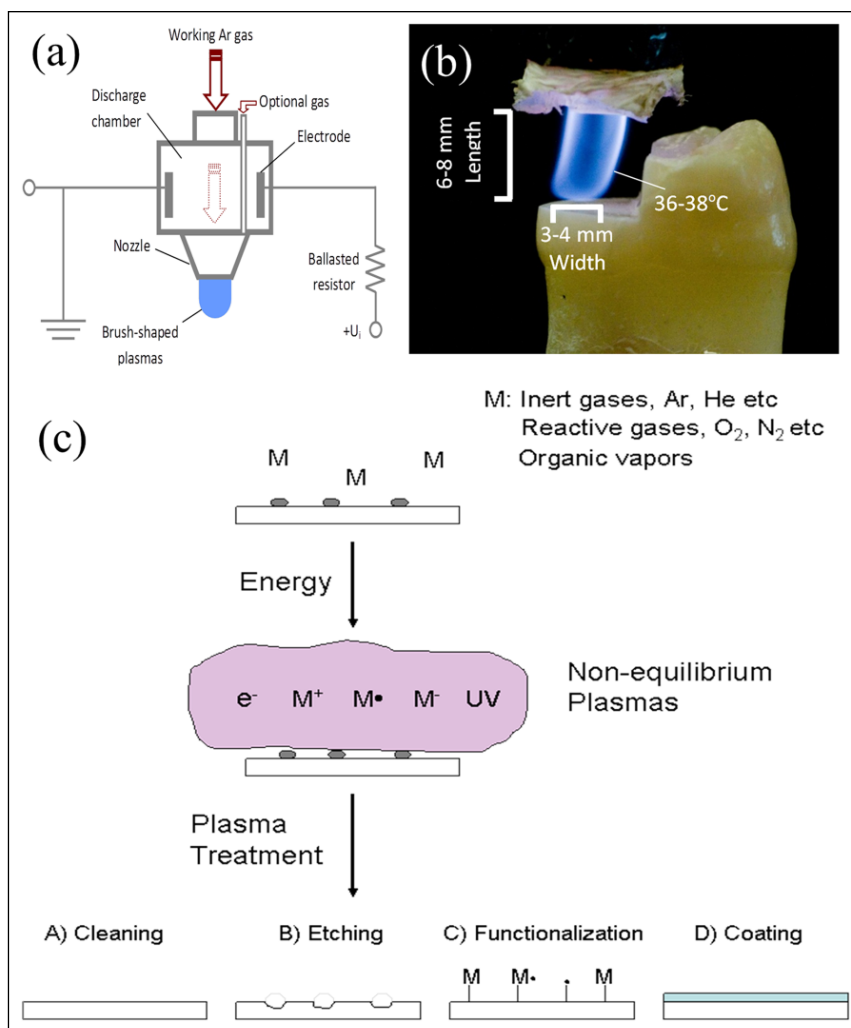 (a)
Working Ar gas
Discharge
chamber
Optional gas
Electrode
Nozzle
Ballasted
resistor
Brush-shaped
plasmas
+Uᵢ
(b)
6-8 mm
Length
36-38°C
3-4 mm
Width
(c)
M: Inert gases, Ar, He etc
Reactive gases, O₂, N₂ etc
Organic vapors
M M M
Energy
e⁻ M⁺ M• M⁻ UV
Non-equilibrium
Plasmas
Plasma
Treatment
A) Cleaning B) Etching C) Functionalization D) Coating
M M• • M